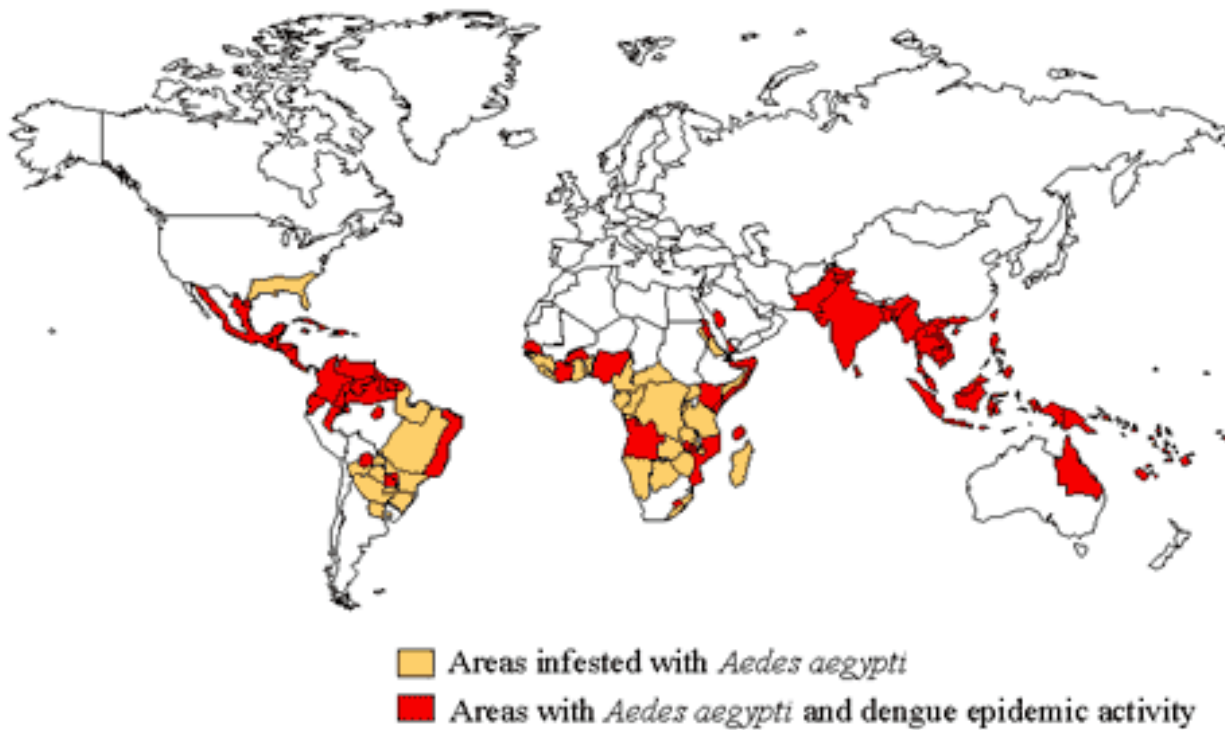 Areas infested with Aedes aegypti
Areas with Aedes aegypti and dengue epidemic activity